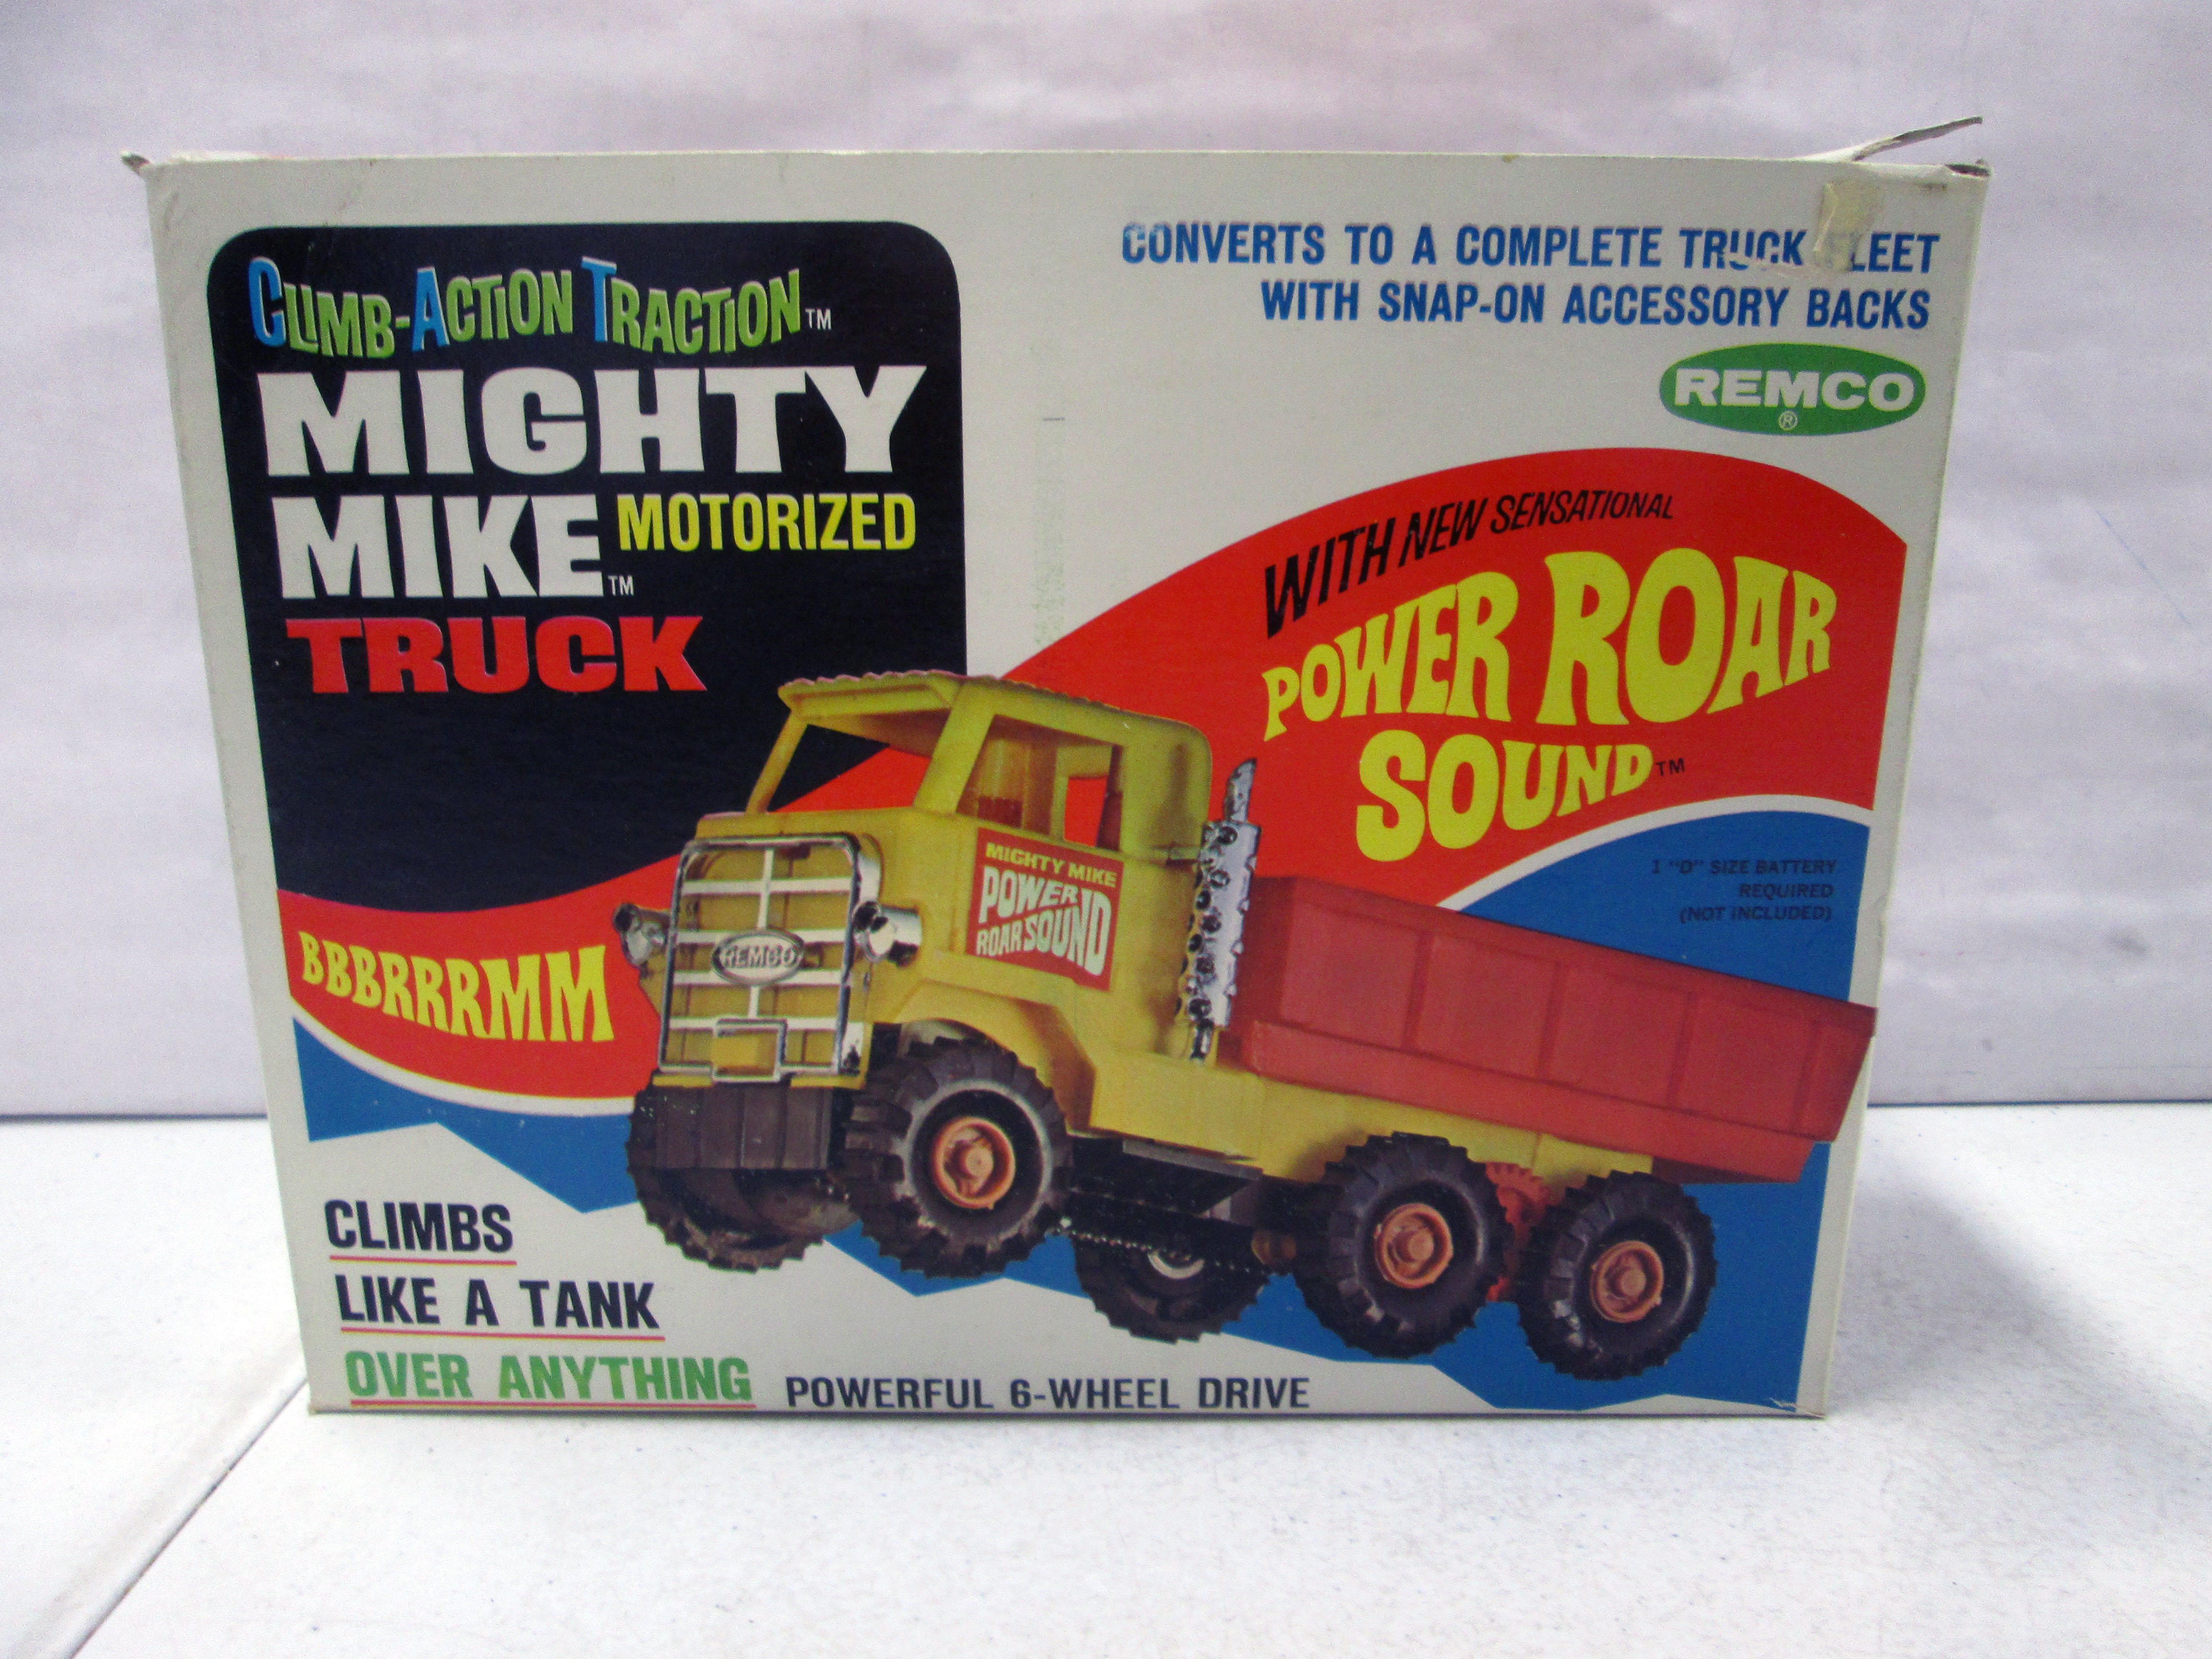 CLIMB-ACTION TRACTION™
MIGHTY
MIKE™ MOTORIZED
TRUCK
CONVERTS TO A COMPLETE TRUCK
WITH SNAP-ON ACCESSORY BACKS
REMCO
®
WITH NEW SENSATIONAL
POWER ROAR
SOUND™
1 "D" SIZE BATTERY
REQUIRED
(NOT INCLUDED)
MIGHTY MIKE
POWER
ROAR SOUND
REMCO
BBBRRRMM
CLIMBS
LIKE A TANK
OVER ANYTHING
POWERFUL 6-WHEEL DRIVE